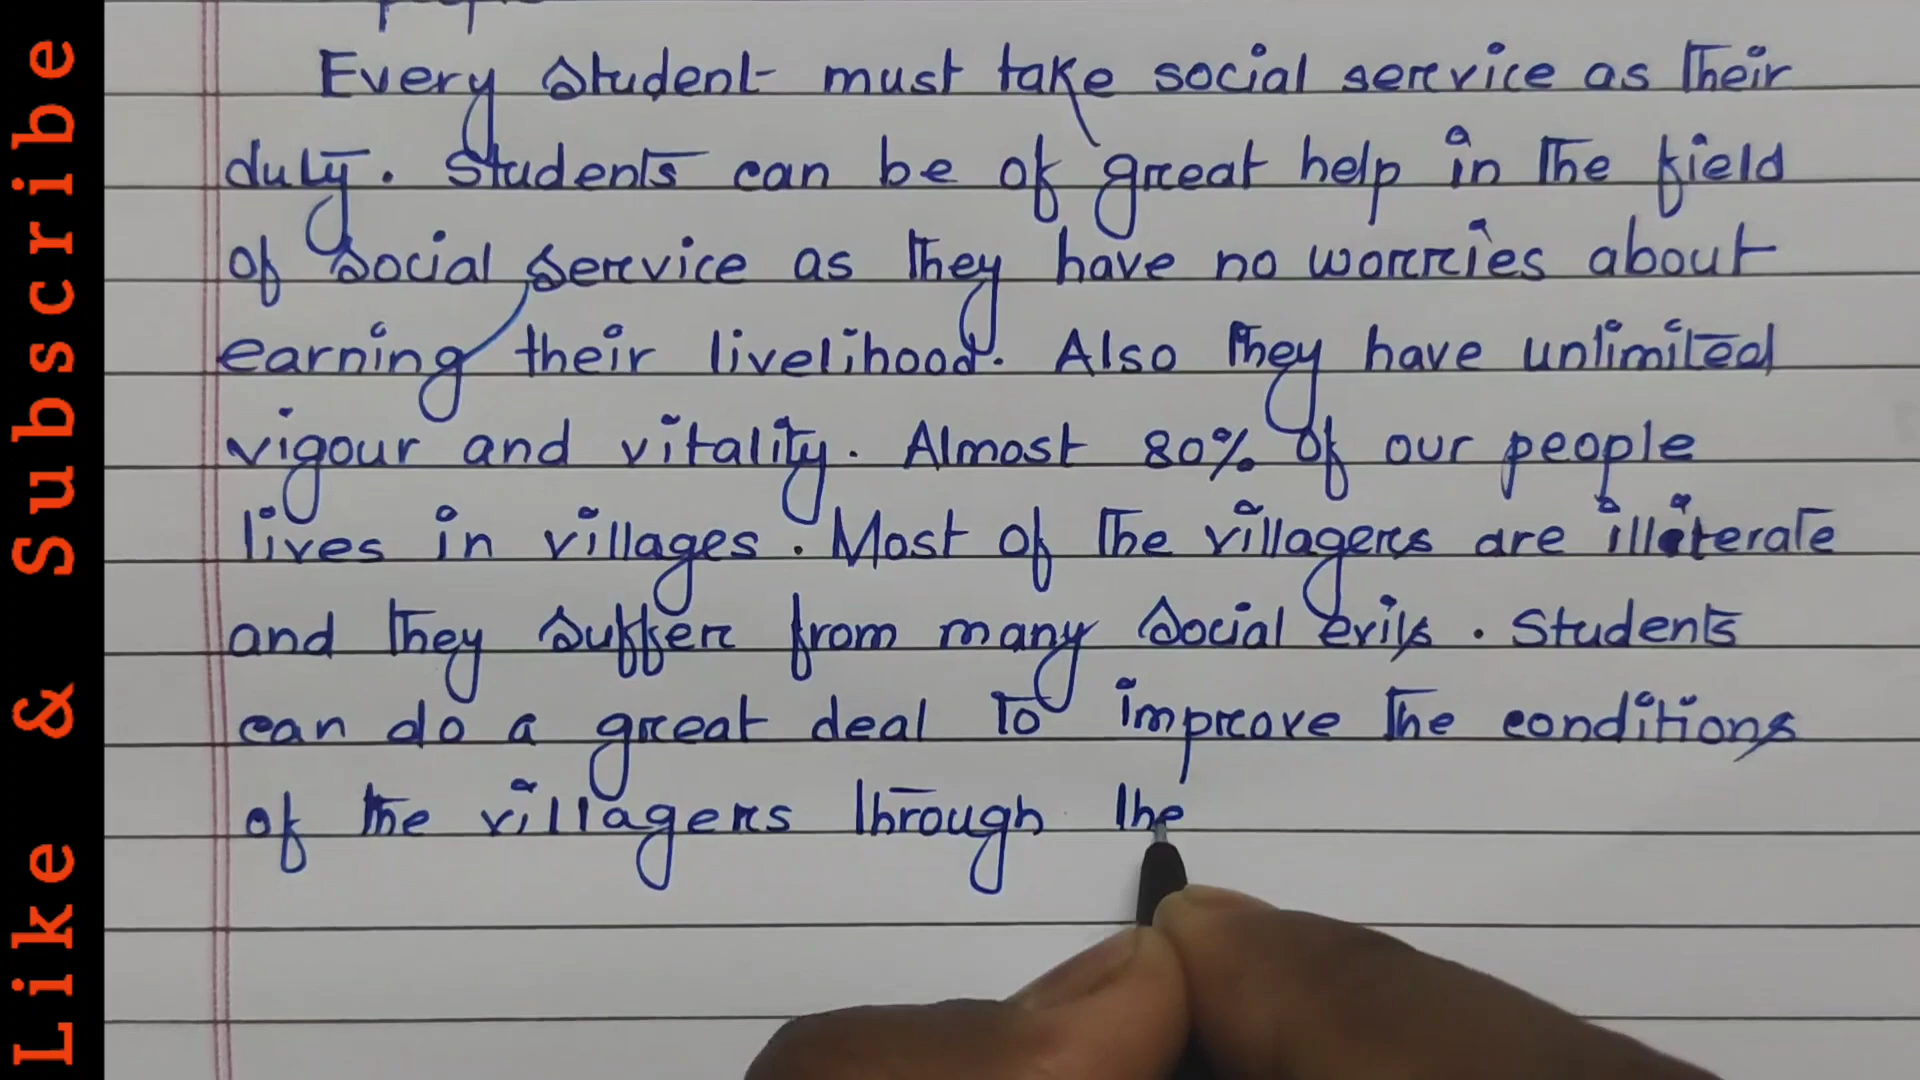 Every student must take social service as their
duty. Students can be of great help in the field
of social service as they have no worries about
earning their livelihood. Also they have unlimited
vigour and vitality. Almost 80% of our people
lives in villages. Most of the villagers are illiterate
and they suffer from many social evils. Students
can do a great deal to improve the conditions
of the villagers through the
Like & Subscribe